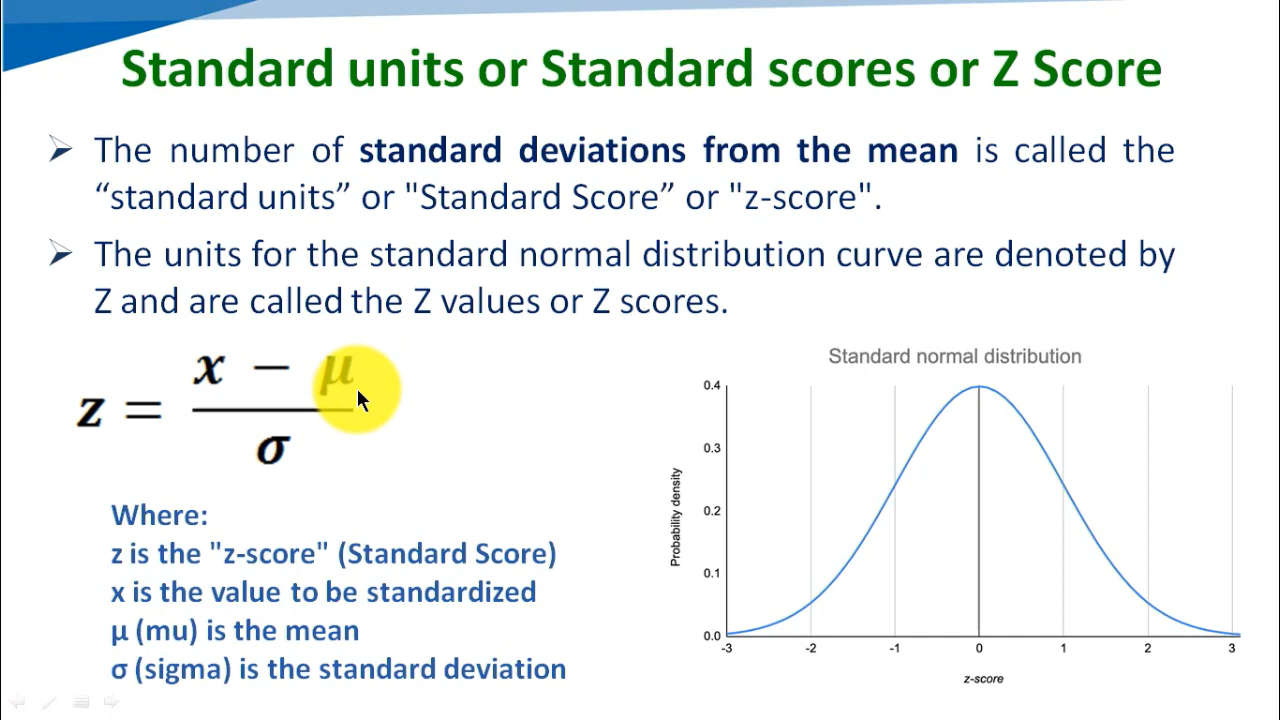 Standard units or Standard scores or Z Score
The number of standard deviations from the mean is called the
“standard units” or "Standard Score” or "z-score".
The units for the standard normal distribution curve are denoted by
Z and are called the Z values or Z scores.
z = x − μ
σ
Where:
z is the "z-score" (Standard Score)
x is the value to be standardized
μ (mu) is the mean
σ (sigma) is the standard deviation
Standard normal distribution
Probability density
0.4
0.3
0.2
0.1
0.0
-3 -2 -1 0 1 2 3
z-score